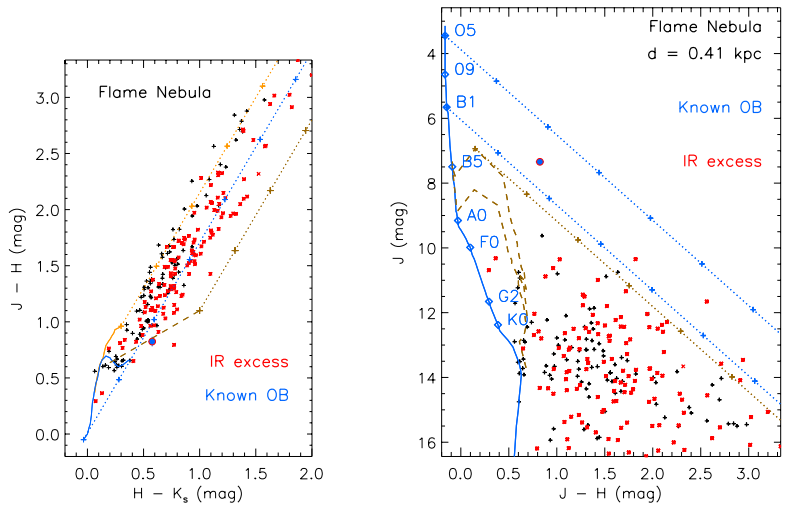 Flame Nebula
IR excess
Known OB
3.0
2.5
2.0
1.5
1.0
0.5
0.0
J − H (mag)
0.0 0.5 1.0 1.5 2.0
H − Ks (mag)
Flame Nebula
d = 0.41 kpc
Known OB
IR excess
O5
O9
B1
B5
A0
F0
G2
K0
4
6
8
10
12
14
16
J (mag)
0.0 0.5 1.0 1.5 2.0 2.5 3.0
J − H (mag)